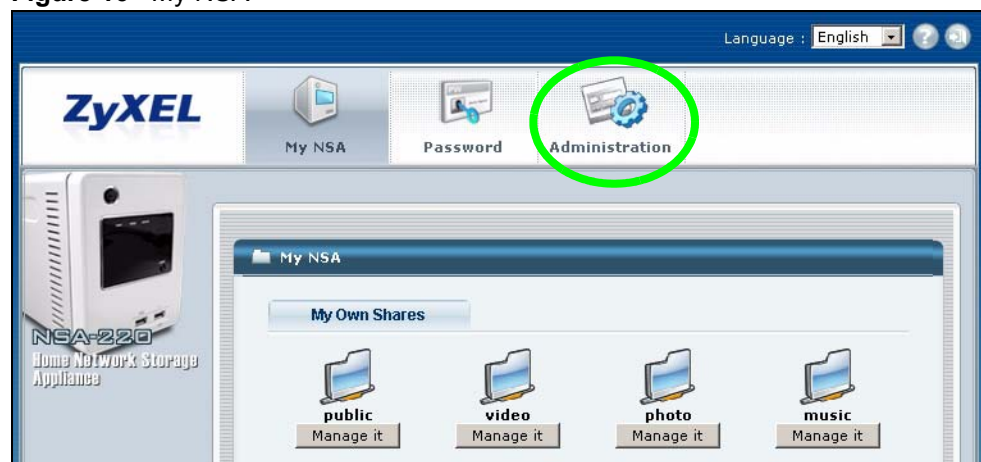 Language : English
ZyXEL
My NSA
Password
Administration
My NSA
My Own Shares
NSA-220
Home Network Storage
Appliance
public
video
photo
music
Manage it
Manage it
Manage it
Manage it